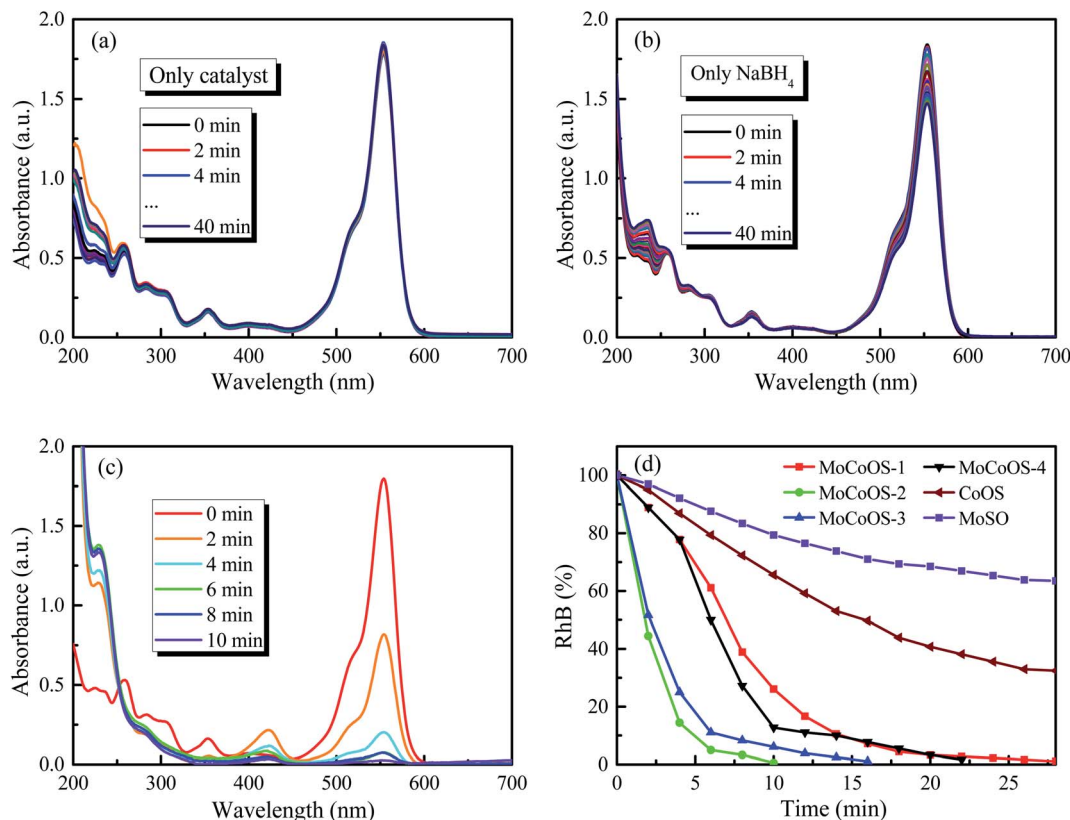 (a)
Only catalyst
0 min
2 min
4 min
...
40 min
Absorbance (a.u.)
2.0
1.5
1.0
0.5
0.0
200 300 400 500 600 700
Wavelength (nm)
(b)
Only NaBH₄
0 min
2 min
4 min
...
40 min
Absorbance (a.u.)
2.0
1.5
1.0
0.5
0.0
200 300 400 500 600 700
Wavelength (nm)
(c)
0 min
2 min
4 min
6 min
8 min
10 min
Absorbance (a.u.)
2.0
1.5
1.0
0.5
0.0
200 300 400 500 600 700
Wavelength (nm)
(d)
MoCoOS-1 MoCoOS-4
MoCoOS-2 CoOS
MoCoOS-3 MoSO
RhB (%)
100
80
60
40
20
0
0 5 10 15 20 25
Time (min)